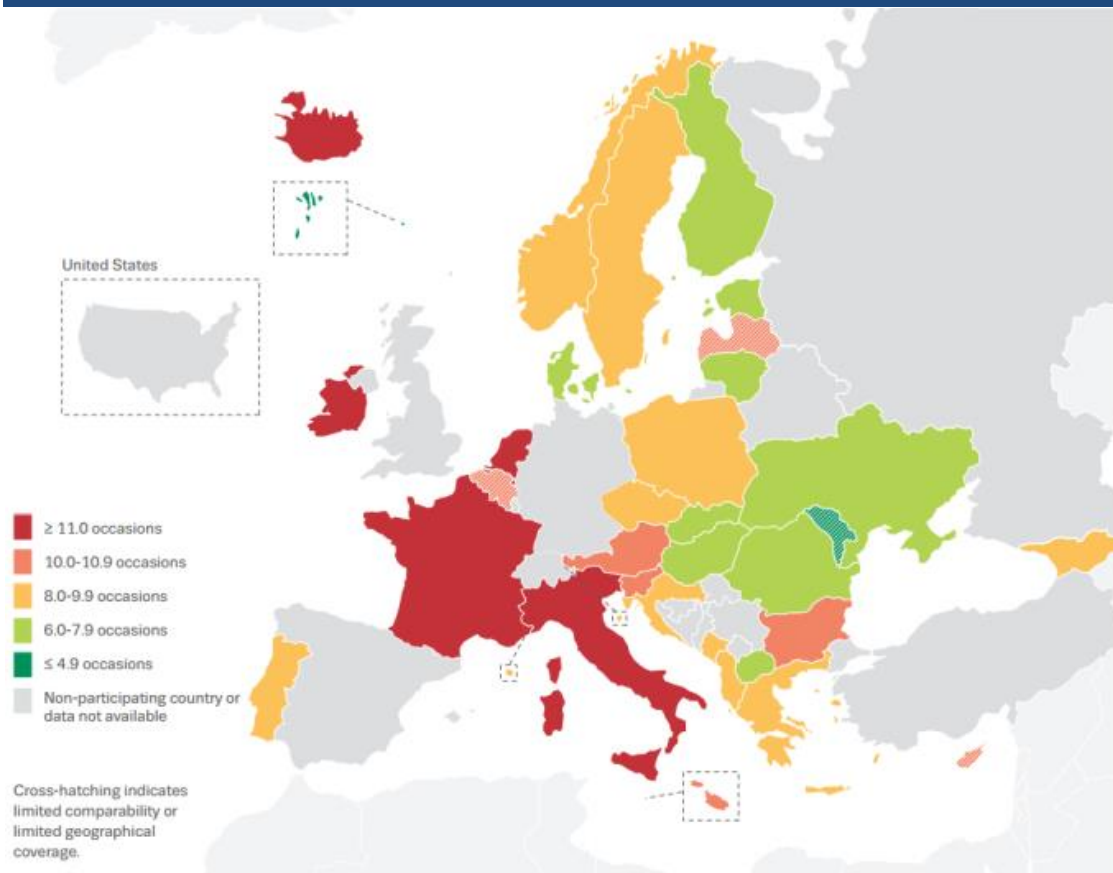 United States
≥ 11.0 occasions
10.0-10.9 occasions
8.0-9.9 occasions
6.0-7.9 occasions
≤ 4.9 occasions
Non-participating country or
data not available
Cross-hatching indicates
limited comparability or
limited geographical
coverage.